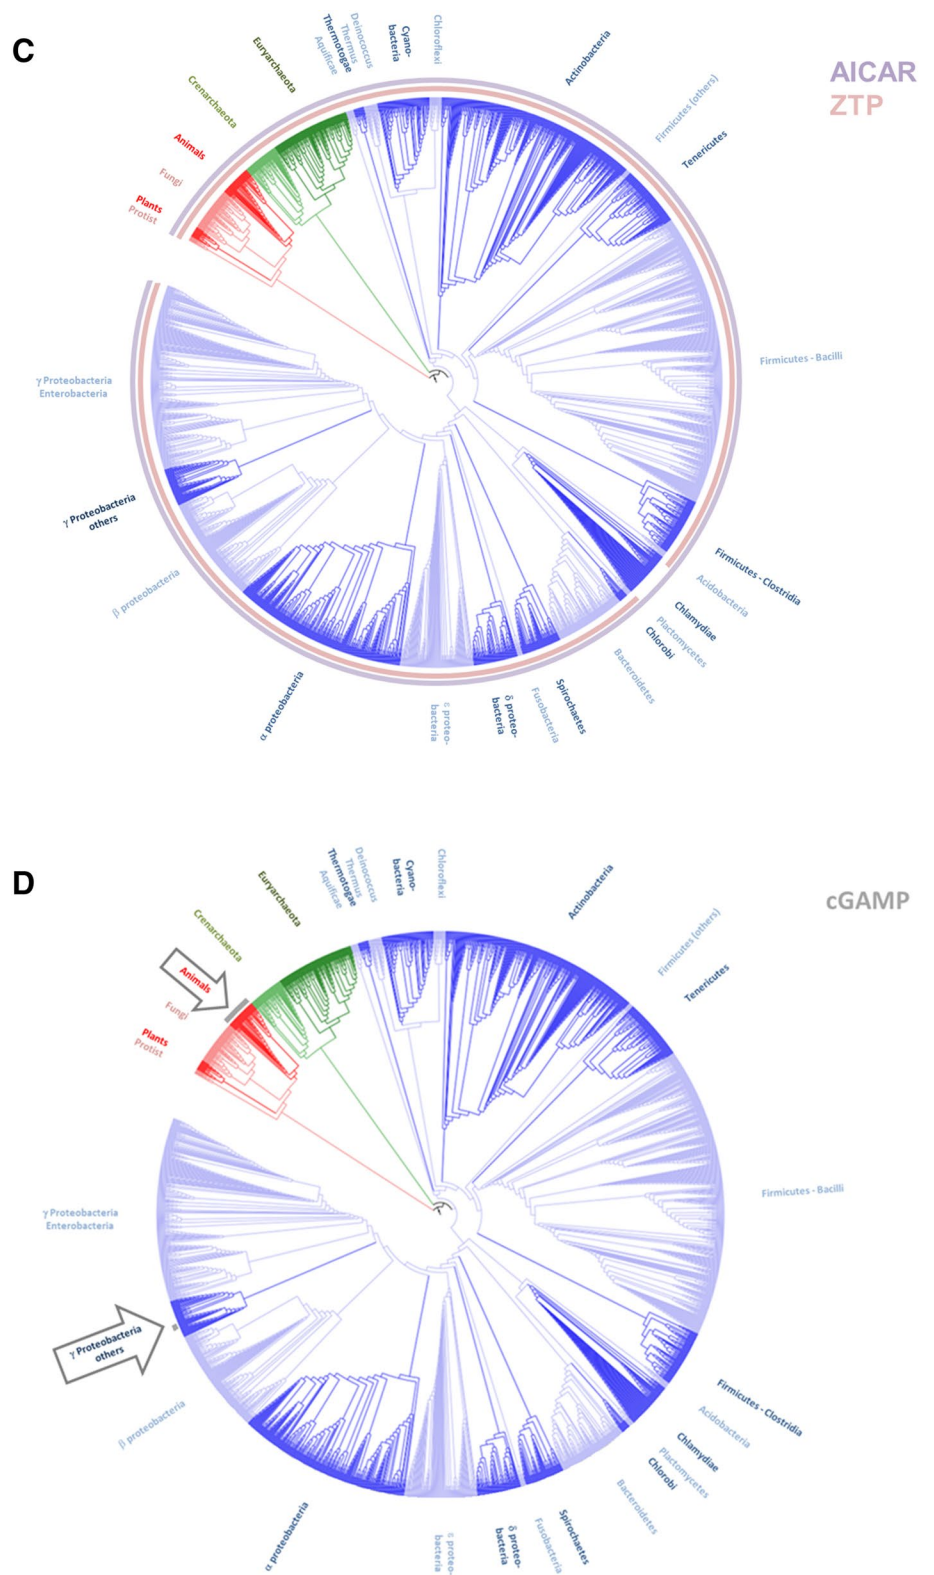 C
AICAR
ZTP
Protist
Plants
Fungi
Animals
Crenarchaeota
Euryarchaeota
Aquificae
Thermotogae
Thermus
Deinococcus
Cyano-
bacteria
Chloroflexi
Actinobacteria
Firmicutes (others)
Tenericutes
Firmicutes - Bacilli
Firmicutes - Clostridia
Acidobacteria
Chlamydiae
Plactomycetes
Chlorobi
Bacteroidetes
Spirochaetes
Fusobacteria
δ proteo-
bacteria
ε proteo-
bacteria
α proteobacteria
β proteobacteria
γ Proteobacteria
others
γ Proteobacteria
Enterobacteria
D
cGAMP
Protist
Plants
Fungi
Animals
Crenarchaeota
Euryarchaeota
Aquificae
Thermotogae
Thermus
Deinococcus
Cyano-
bacteria
Chloroflexi
Actinobacteria
Firmicutes (others)
Tenericutes
Firmicutes - Bacilli
Firmicutes - Clostridia
Acidobacteria
Chlamydiae
Plactomycetes
Chlorobi
Bacteroidetes
Spirochaetes
Fusobacteria
δ proteo-
bacteria
ε proteo-
bacteria
α proteobacteria
β proteobacteria
γ Proteobacteria
others
γ Proteobacteria
Enterobacteria